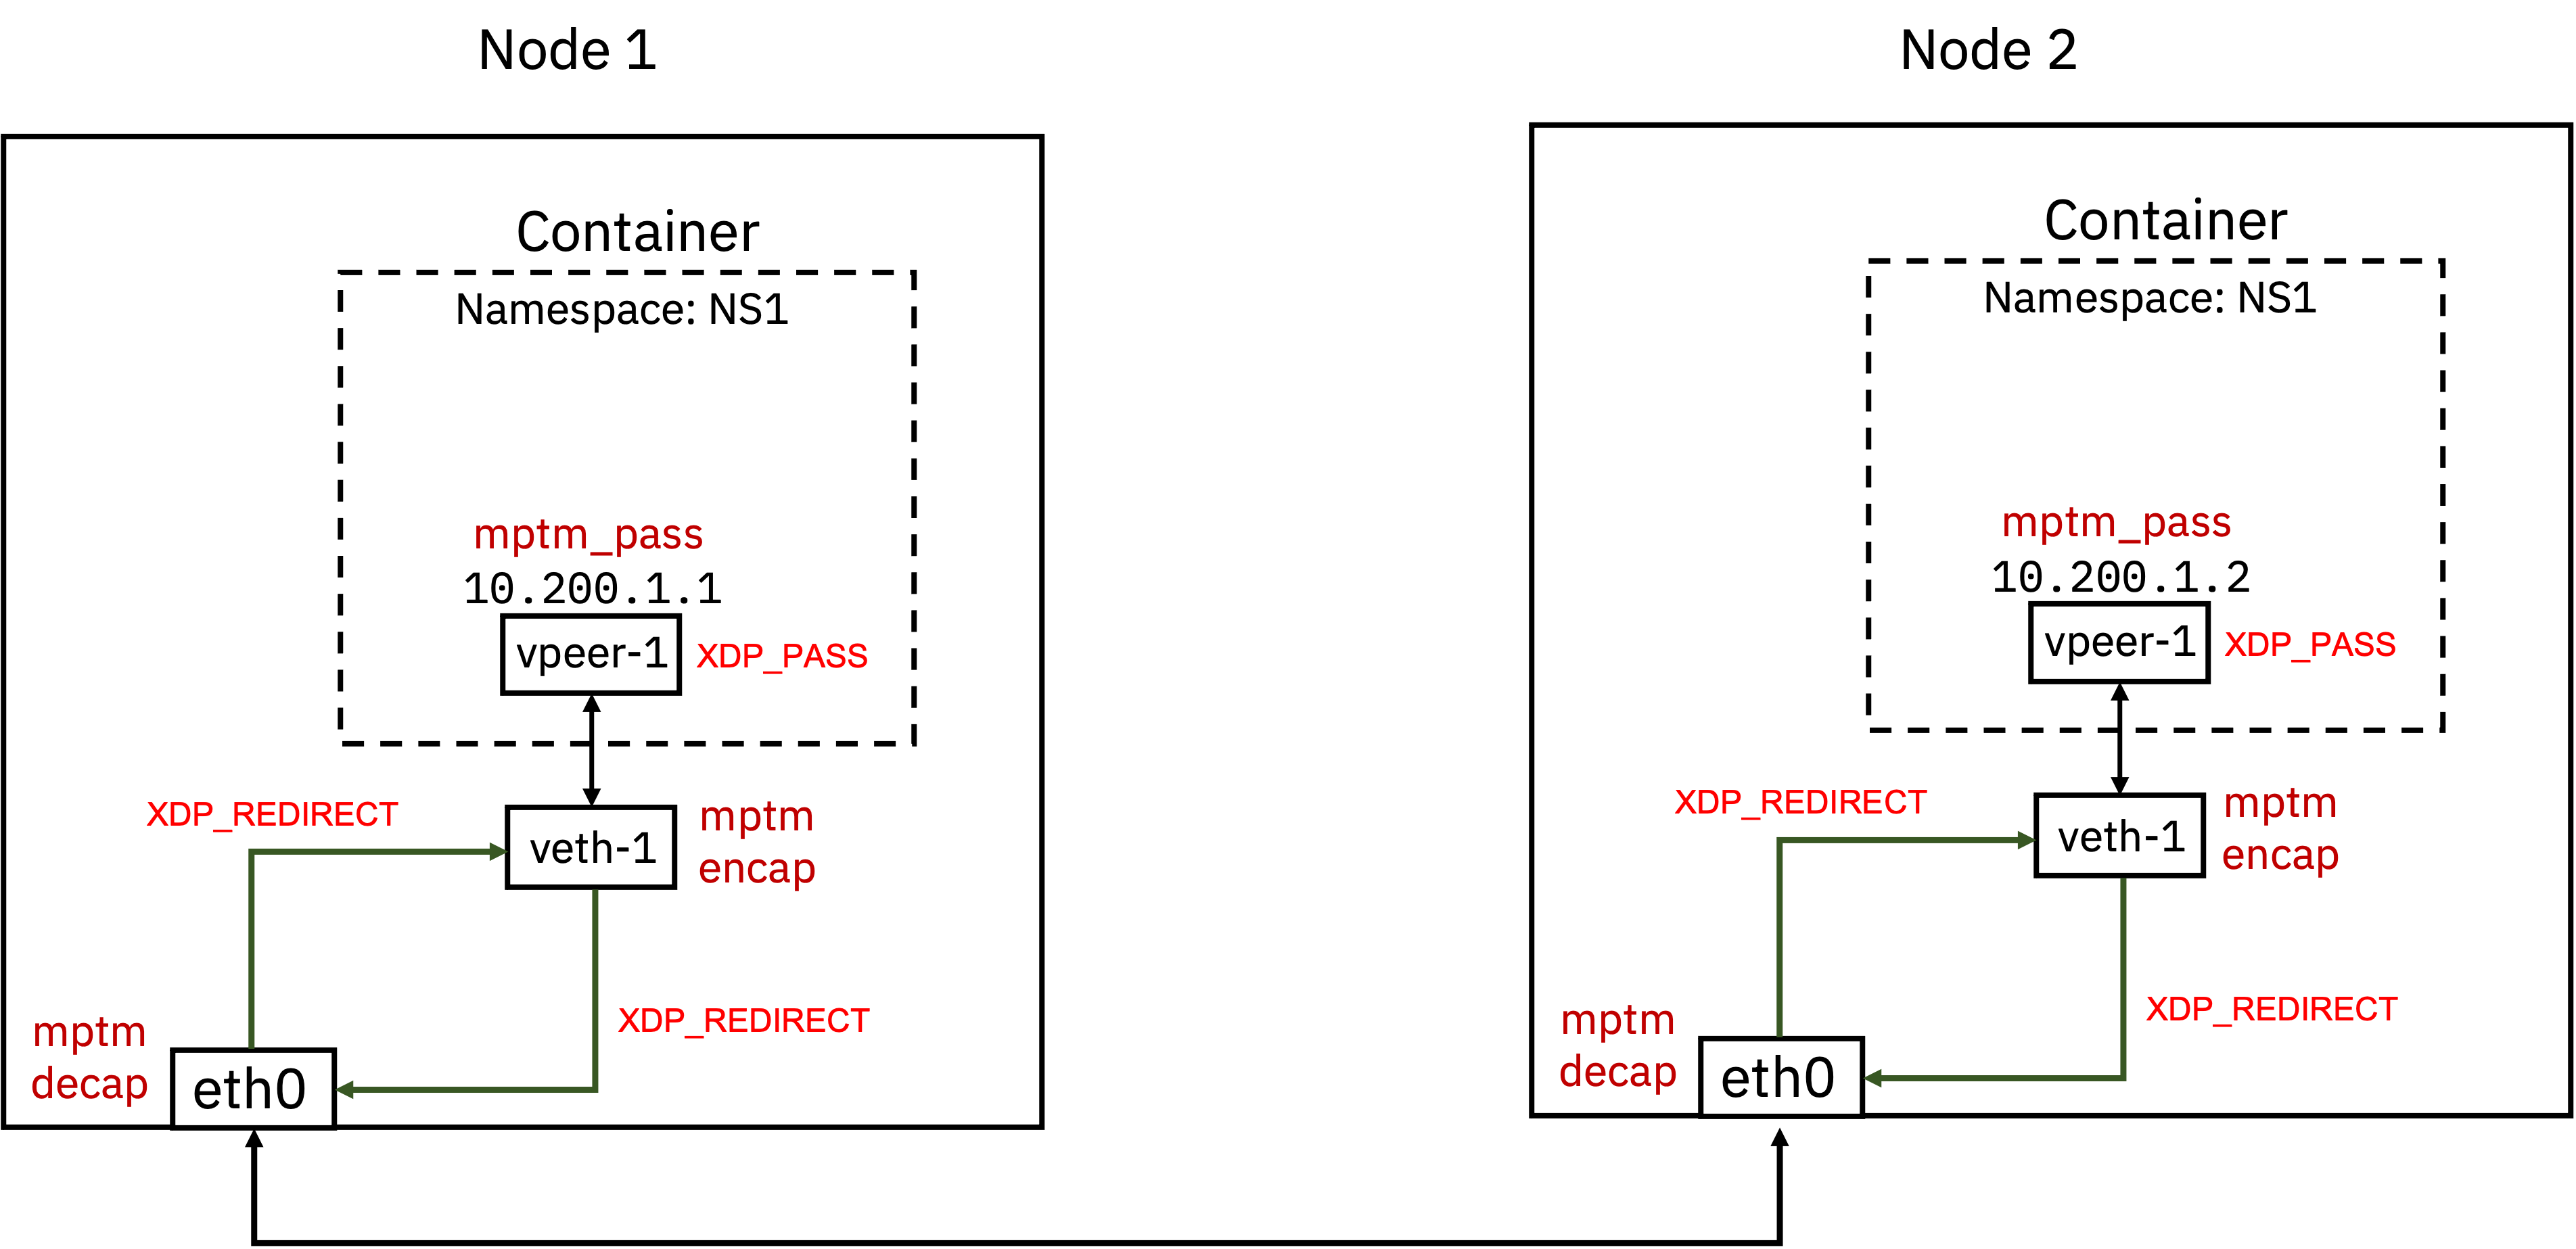 Node 1
Container
Namespace: NS1
mptm_pass
10.200.1.1
vpeer-1
XDP_PASS
XDP_REDIRECT
veth-1
mptm
encap
XDP_REDIRECT
mptm
decap
eth0
Node 2
Container
Namespace: NS1
mptm_pass
10.200.1.2
vpeer-1
XDP_PASS
XDP_REDIRECT
veth-1
mptm
encap
XDP_REDIRECT
mptm
decap
eth0